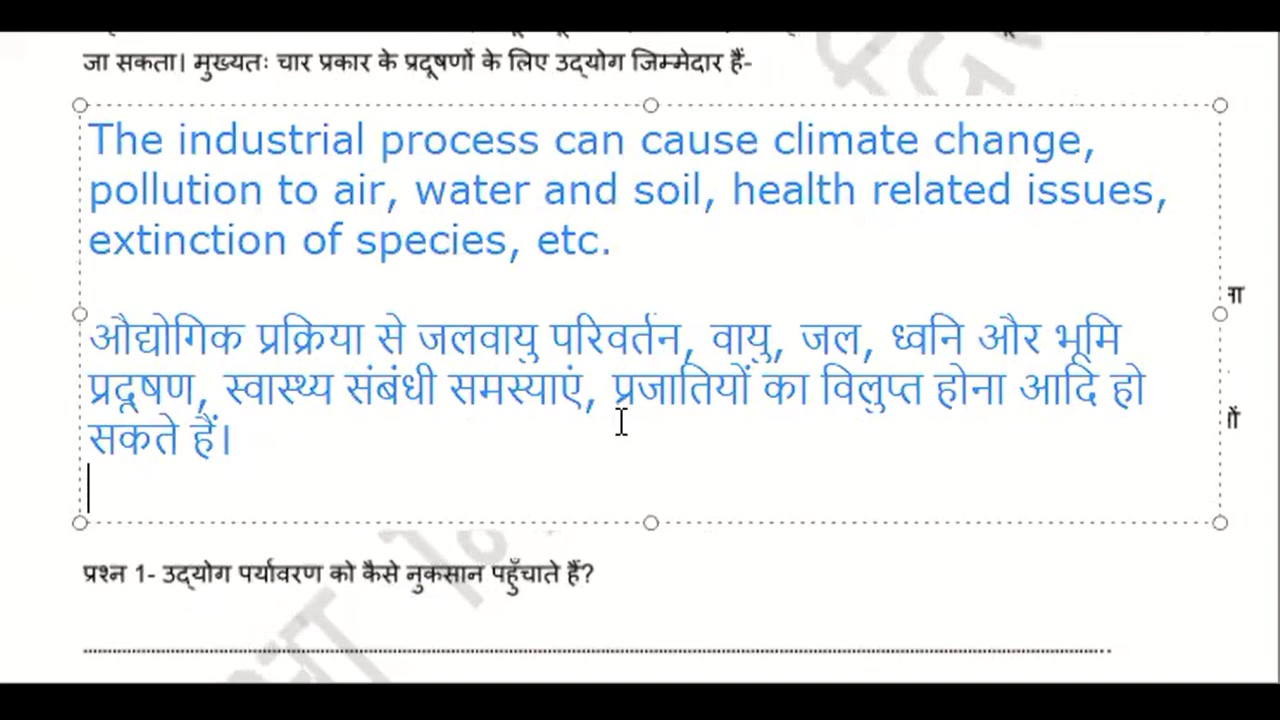 जा सकता। मुख्यतः चार प्रकार के प्रदूषणों के लिए उद्योग जिम्मेदार हैं-
The industrial process can cause climate change,
pollution to air, water and soil, health related issues,
extinction of species, etc.
औद्योगिक प्रक्रिया से जलवायु परिवर्तन, वायु, जल, ध्वनि और भूमि
प्रदूषण, स्वास्थ्य संबंधी समस्याएं, प्रजातियों का विलुप्त होना आदि हो
सकते हैं।
प्रश्न 1- उद्योग पर्यावरण को कैसे नुकसान पहुँचाते हैं?